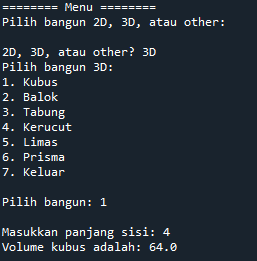 ======== Menu ========
Pilih bangun 2D, 3D, atau other:
2D, 3D, atau other? 3D
Pilih bangun 3D:
1. Kubus
2. Balok
3. Tabung
4. Kerucut
5. Limas
6. Prisma
7. Keluar
Pilih bangun: 1
Masukkan panjang sisi: 4
Volume kubus adalah: 64.0